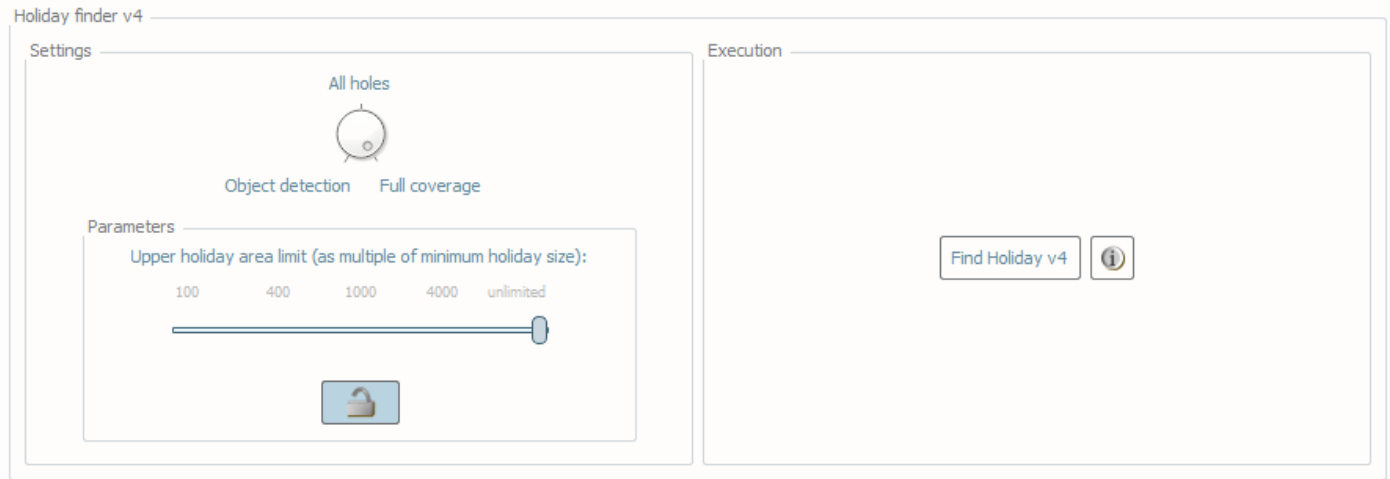 Holiday finder v4
Settings
All holes
Object detection Full coverage
Parameters
Upper holiday area limit (as multiple of minimum holiday size):
100 400 1000 4000 unlimited
Execution
Find Holiday v4